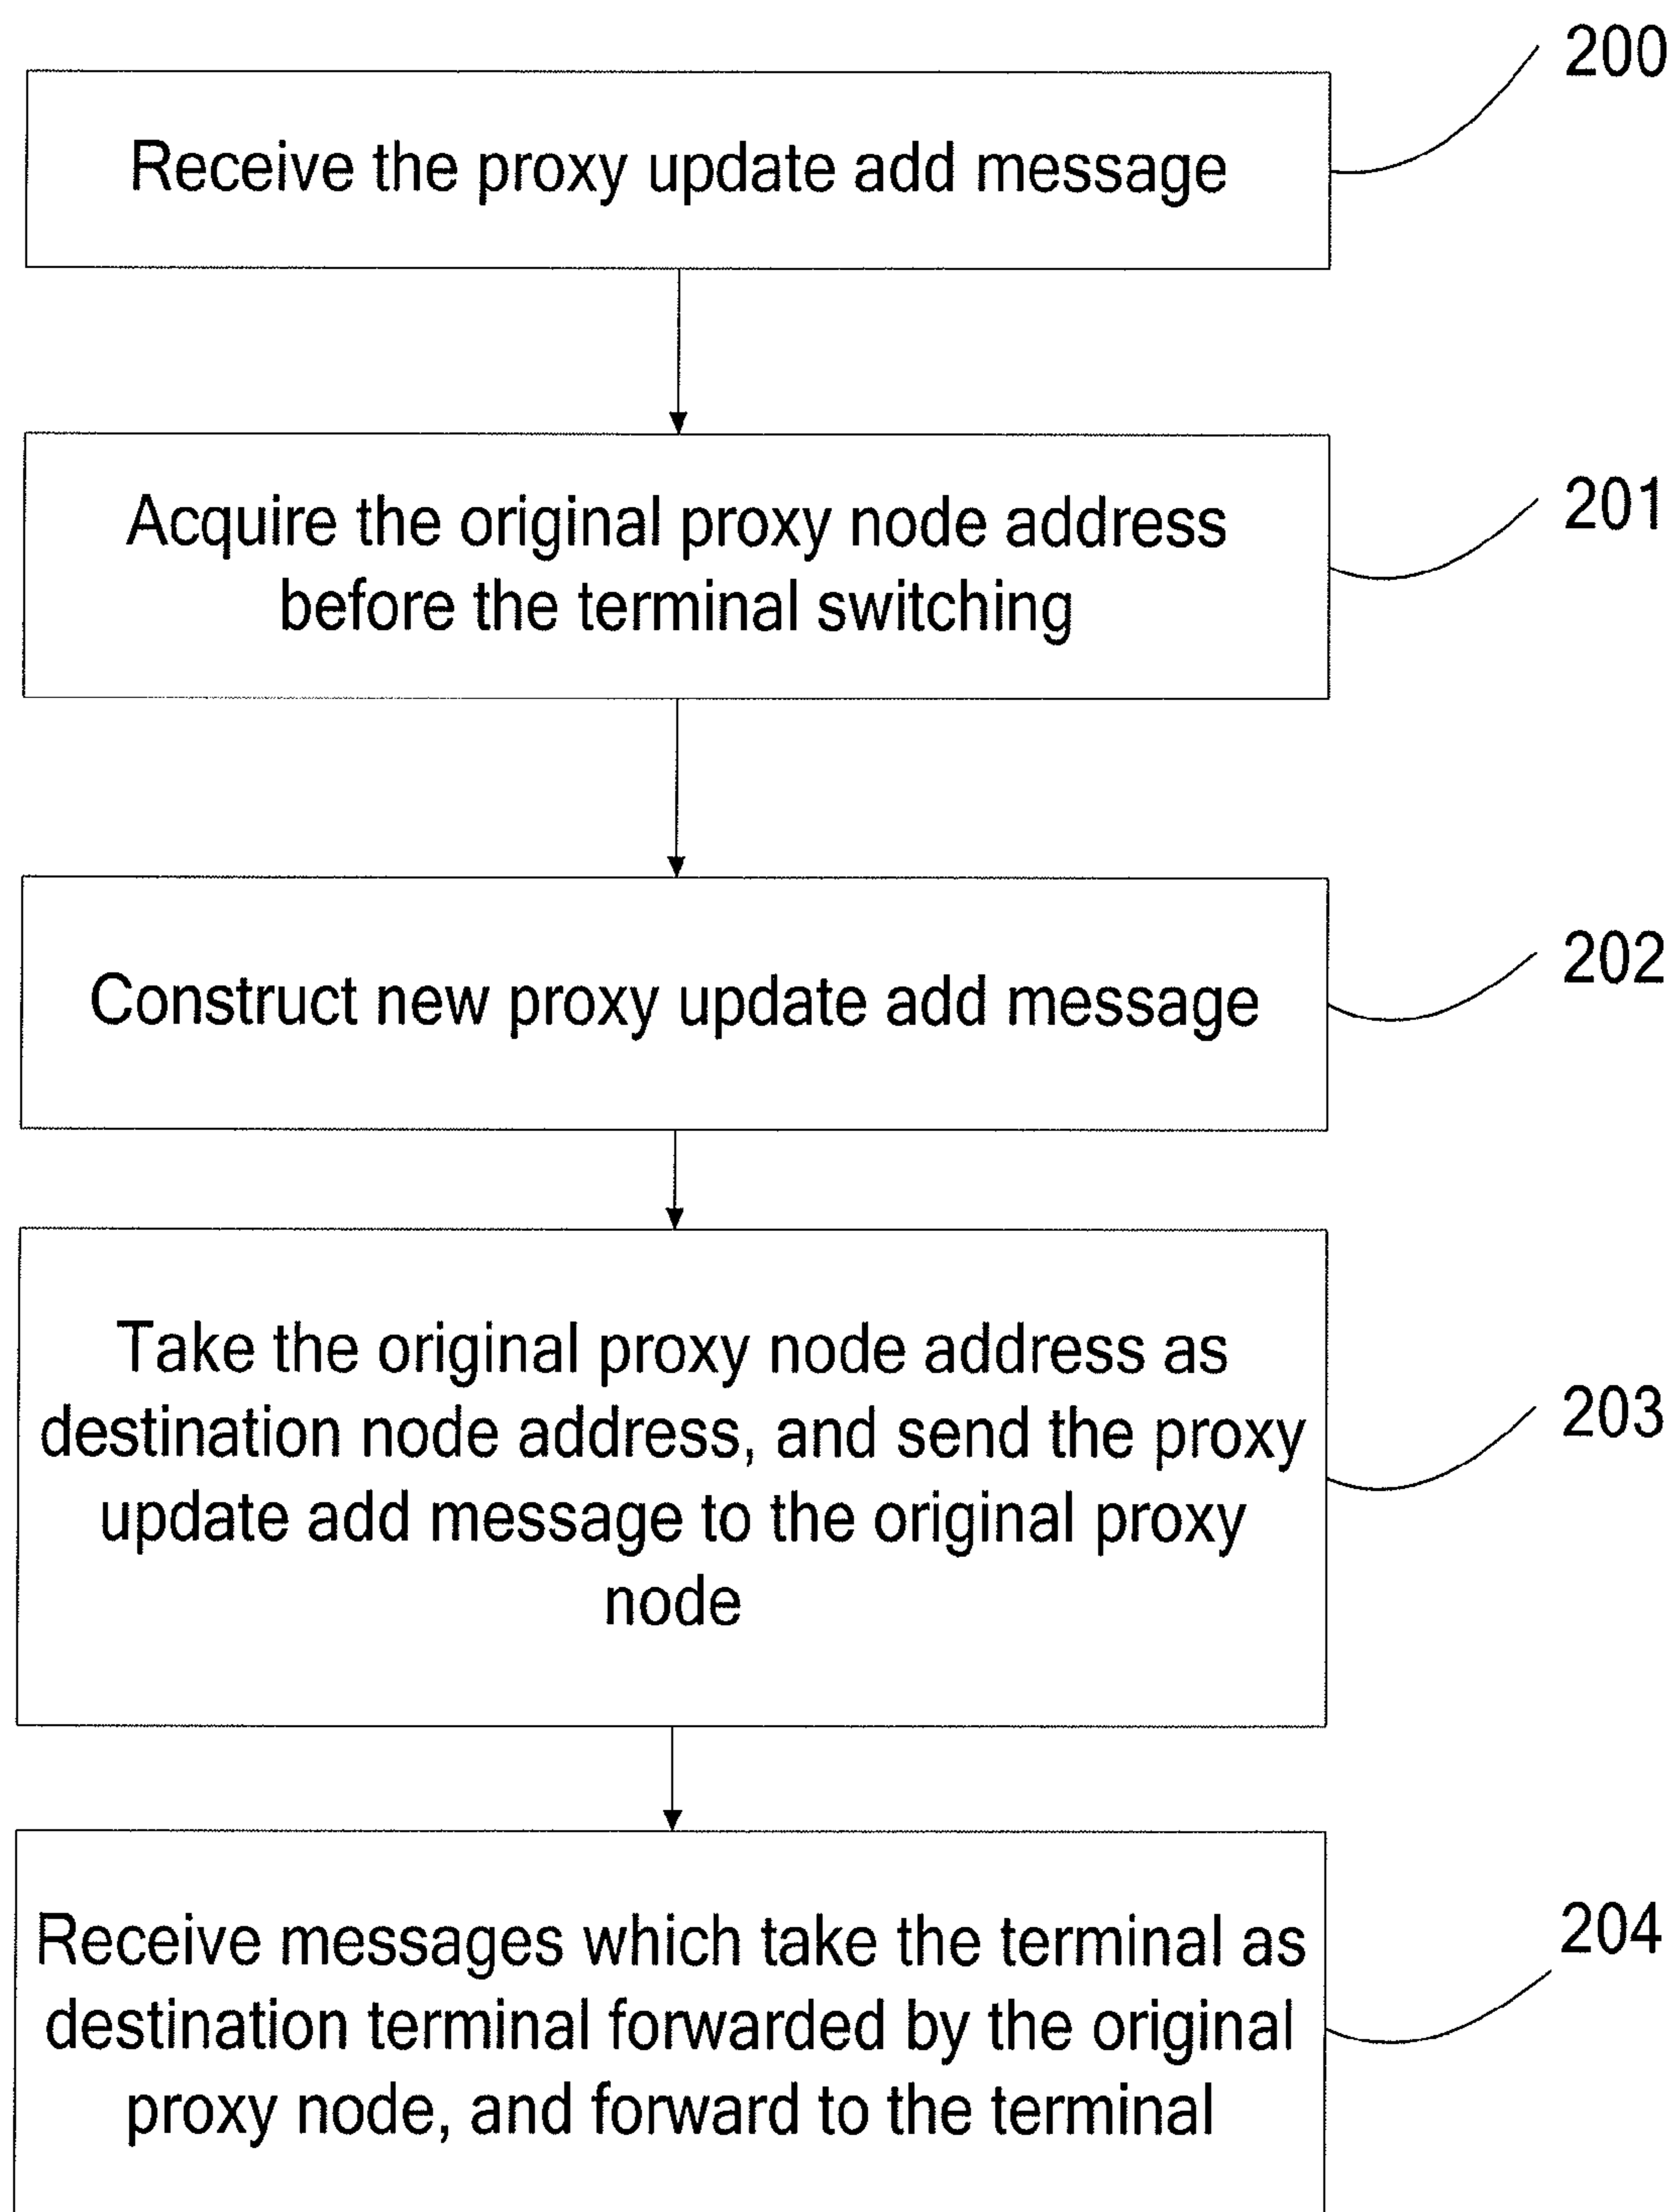 200
Receive the proxy update add message
201
Acquire the original proxy node address
before the terminal switching
202
Construct new proxy update add message
203
Take the original proxy node address as
destination node address, and send the proxy
update add message to the original proxy
node
204
Receive messages which take the terminal as
destination terminal forwarded by the original
proxy node, and forward to the terminal